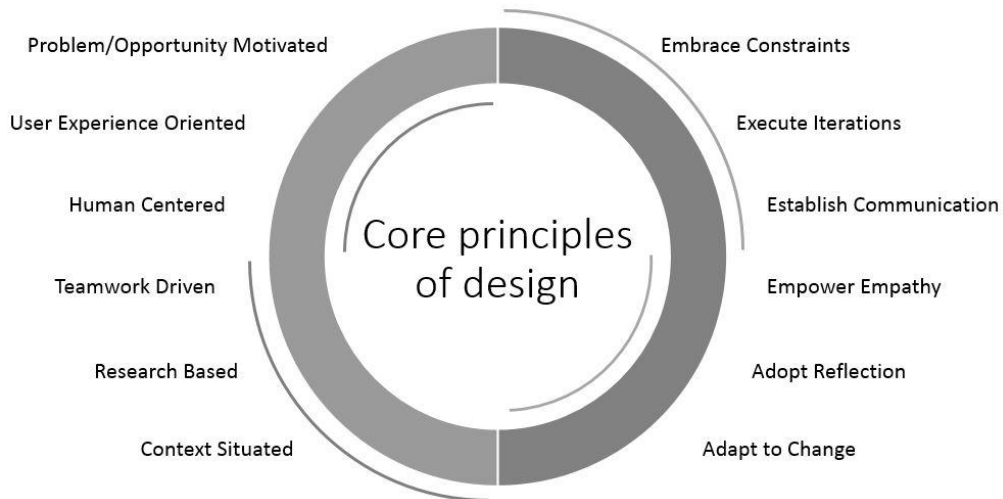 Problem/Opportunity Motivated
User Experience Oriented
Human Centered
Teamwork Driven
Research Based
Context Situated
Core principles
of design
Embrace Constraints
Execute Iterations
Establish Communication
Empower Empathy
Adopt Reflection
Adapt to Change